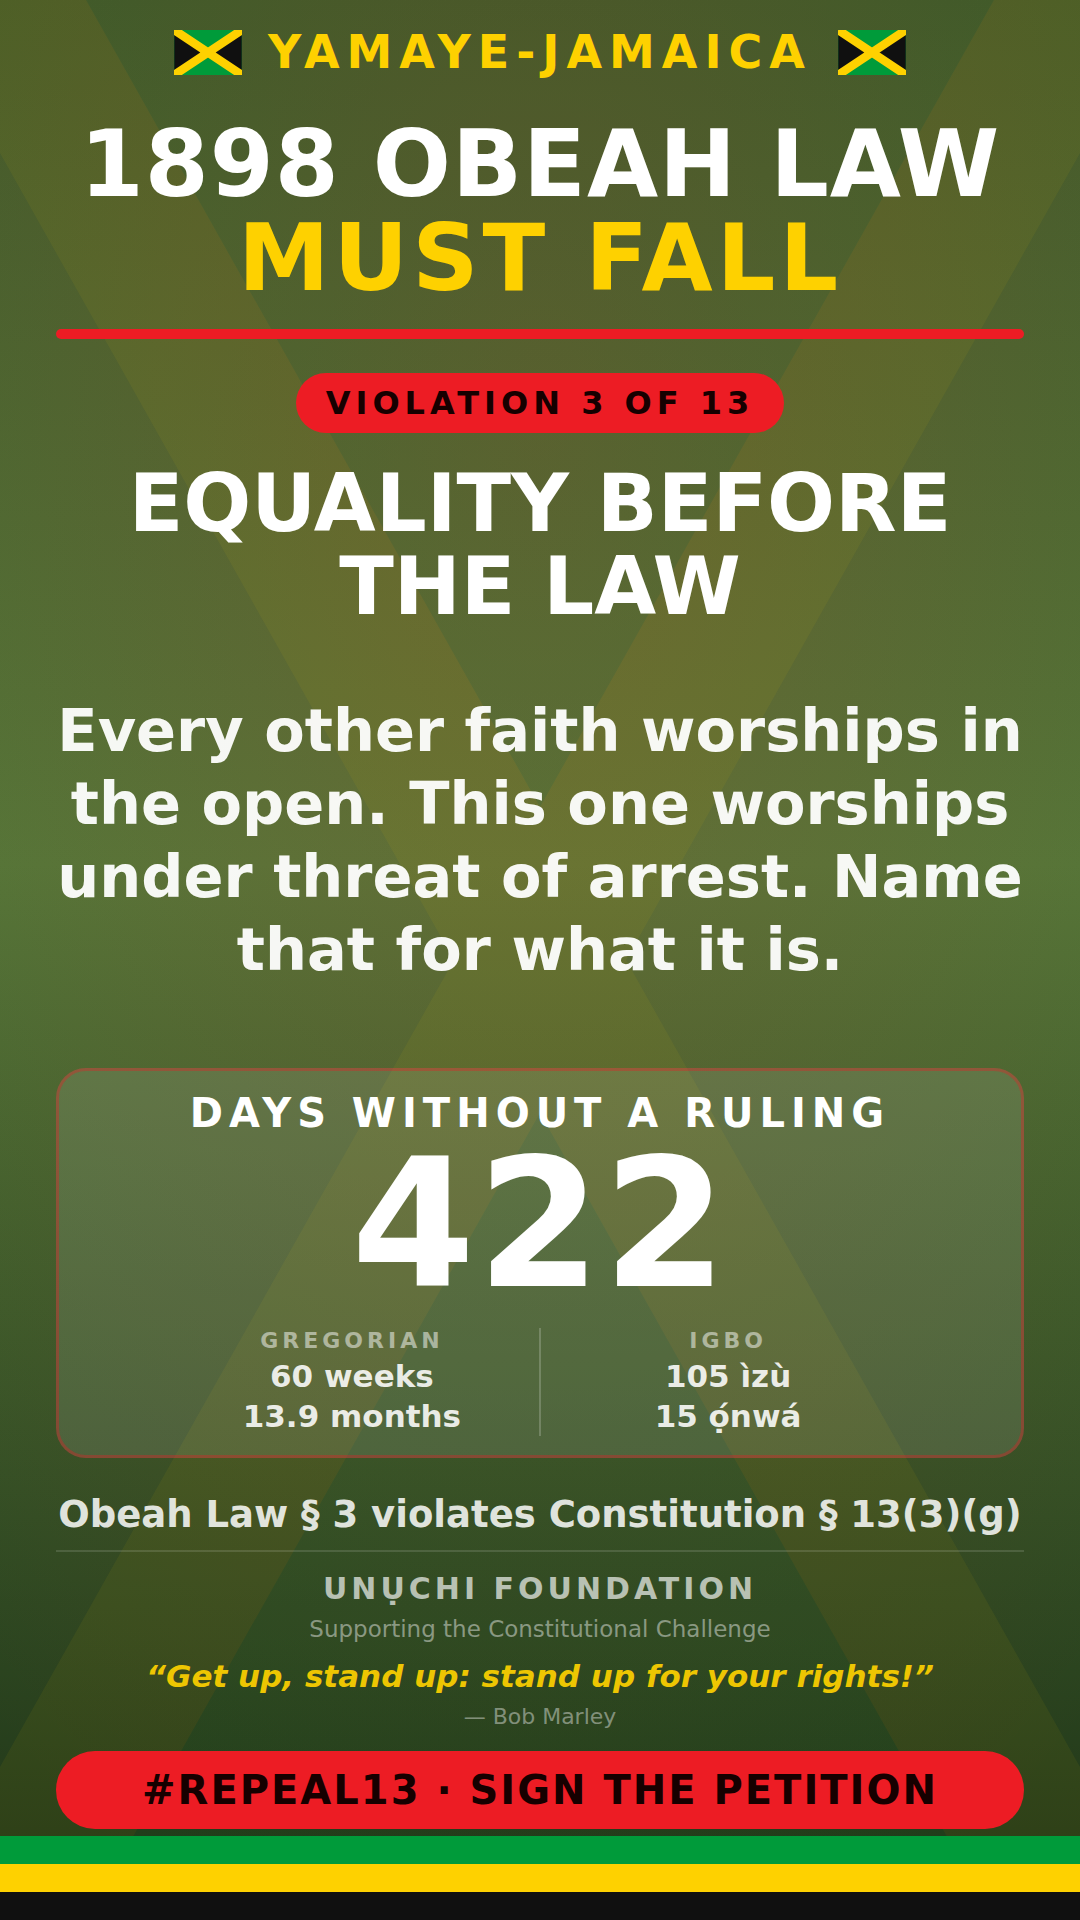 YAMAYE-JAMAICA
1898 OBEAH LAW
MUST FALL
VIOLATION 3 OF 13
EQUALITY BEFORE
THE LAW
Every other faith worships in
the open. This one worships
under threat of arrest. Name
that for what it is.
DAYS WITHOUT A RULING
422
GREGORIAN
60 weeks
13.9 months
IGBO
105 ìzù
15 ọ́nwá
Obeah Law § 3 violates Constitution § 13(3)(g)
UNỤCHI FOUNDATION
Supporting the Constitutional Challenge
“Get up, stand up: stand up for your rights!”
— Bob Marley
#REPEAL13 · SIGN THE PETITION